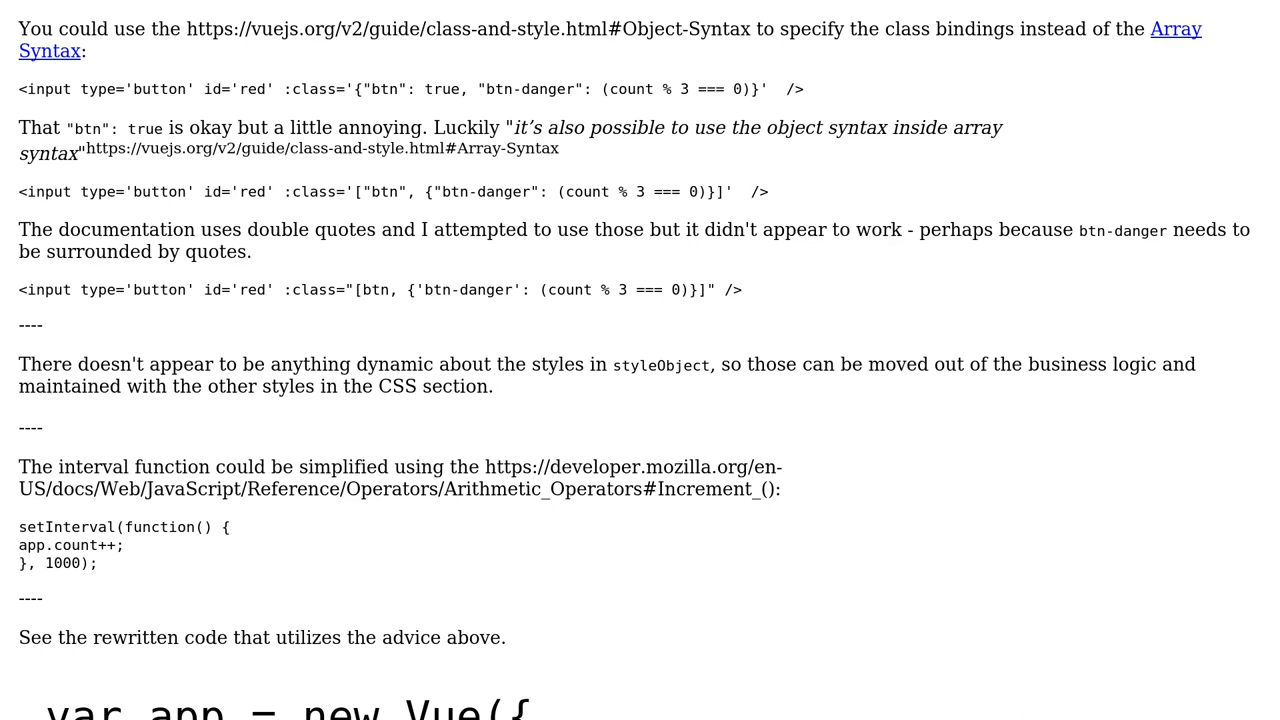 You could use the https://vuejs.org/v2/guide/class-and-style.html#Object-Syntax to specify the class bindings instead of the Array
Syntax:
<input type='button' id='red' :class='{"btn": true, "btn-danger": (count % 3 === 0)}'  />
That "btn": true is okay but a little annoying. Luckily "it’s also possible to use the object syntax inside array
syntax"https://vuejs.org/v2/guide/class-and-style.html#Array-Syntax
<input type='button' id='red' :class='["btn", {"btn-danger": (count % 3 === 0)}]'  />
The documentation uses double quotes and I attempted to use those but it didn't appear to work - perhaps because btn-danger needs to
be surrounded by quotes.
<input type='button' id='red' :class="[btn, {'btn-danger': (count % 3 === 0)}]" />
----
There doesn't appear to be anything dynamic about the styles in styleObject, so those can be moved out of the business logic and
maintained with the other styles in the CSS section.
----
The interval function could be simplified using the https://developer.mozilla.org/en-
US/docs/Web/JavaScript/Reference/Operators/Arithmetic_Operators#Increment_():
setInterval(function() {
app.count++;
}, 1000);
----
See the rewritten code that utilizes the advice above.
var app = new Vue({